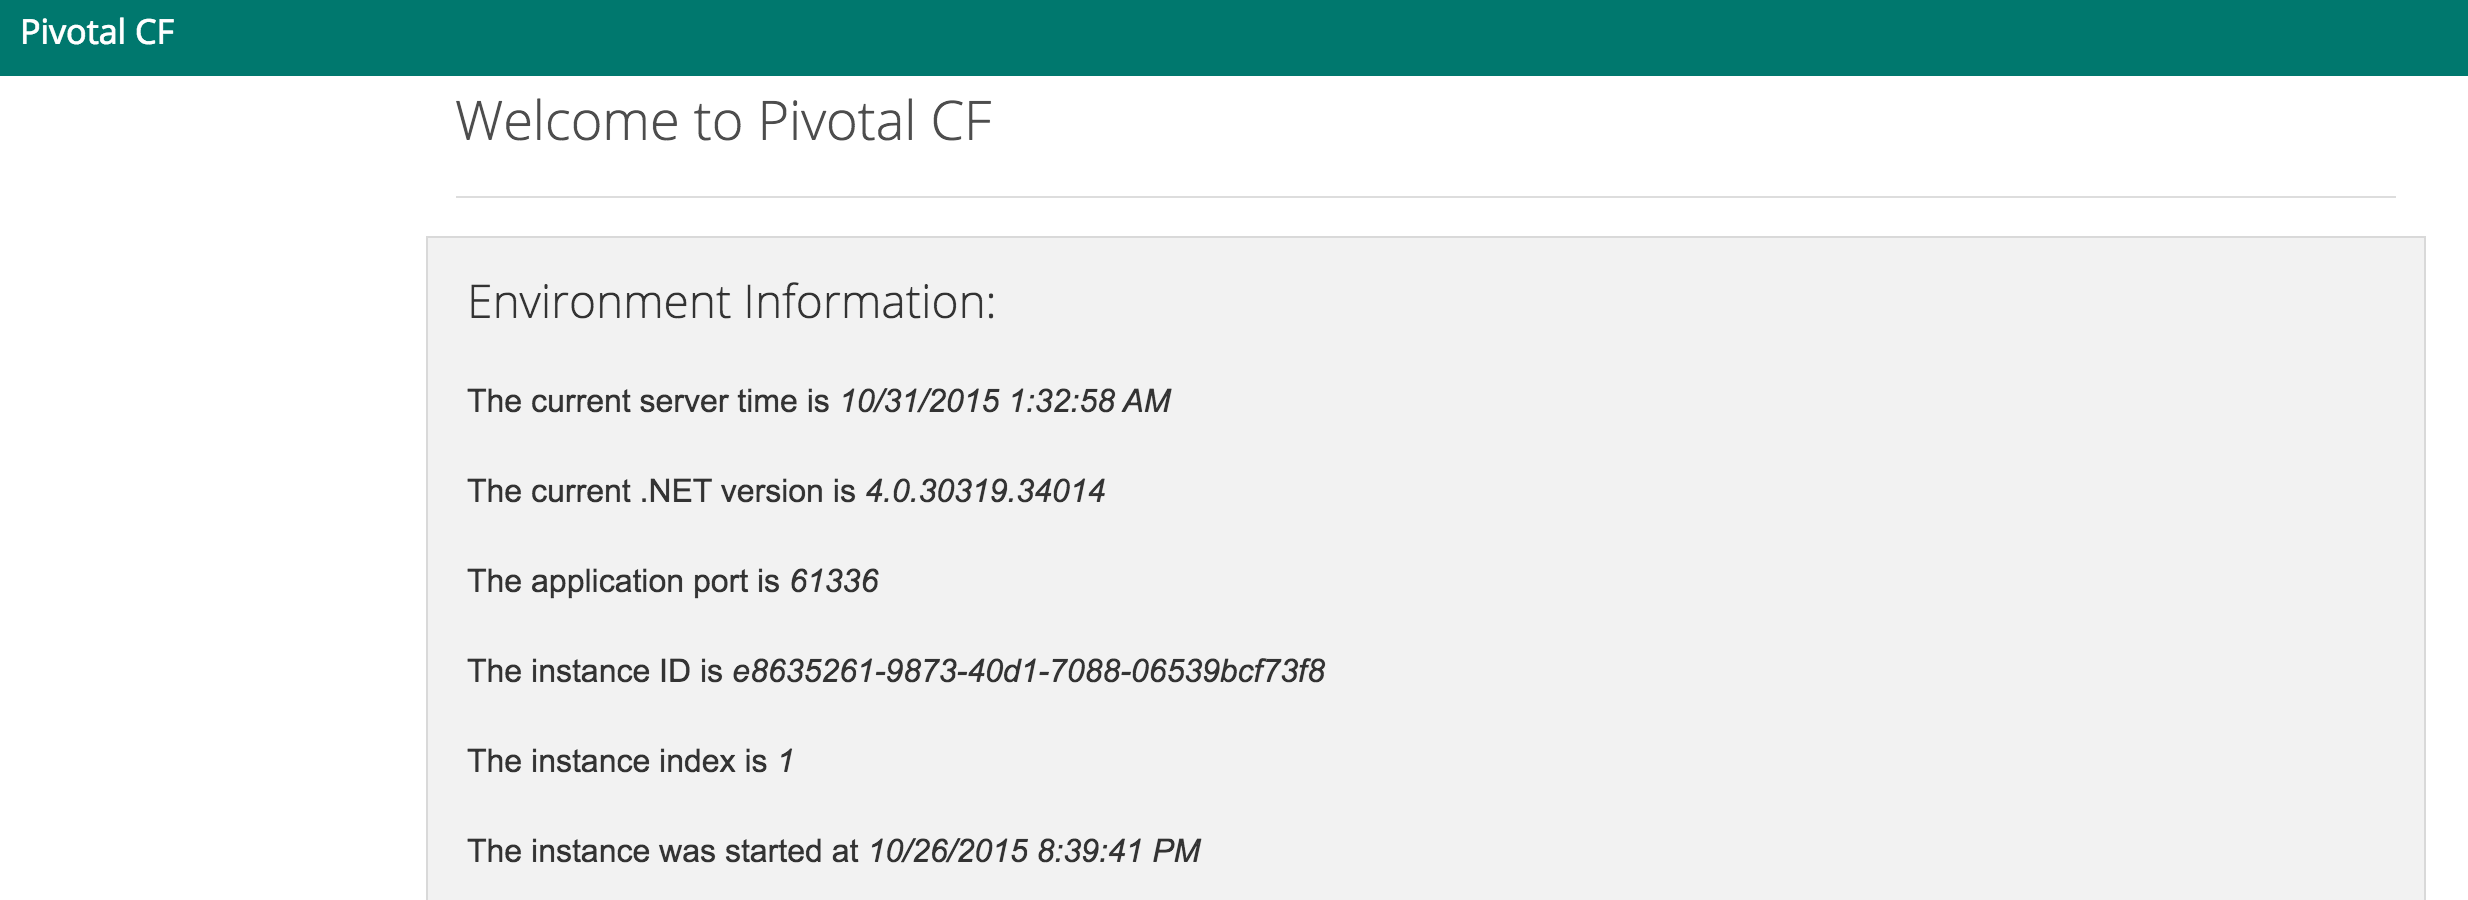 Pivotal CF
Welcome to Pivotal CF
Environment Information:
The current server time is 10/31/2015 1:32:58 AM
The current .NET version is 4.0.30319.34014
The application port is 61336
The instance ID is e8635261-9873-40d1-7088-06539bcf73f8
The instance index is 1
The instance was started at 10/26/2015 8:39:41 PM